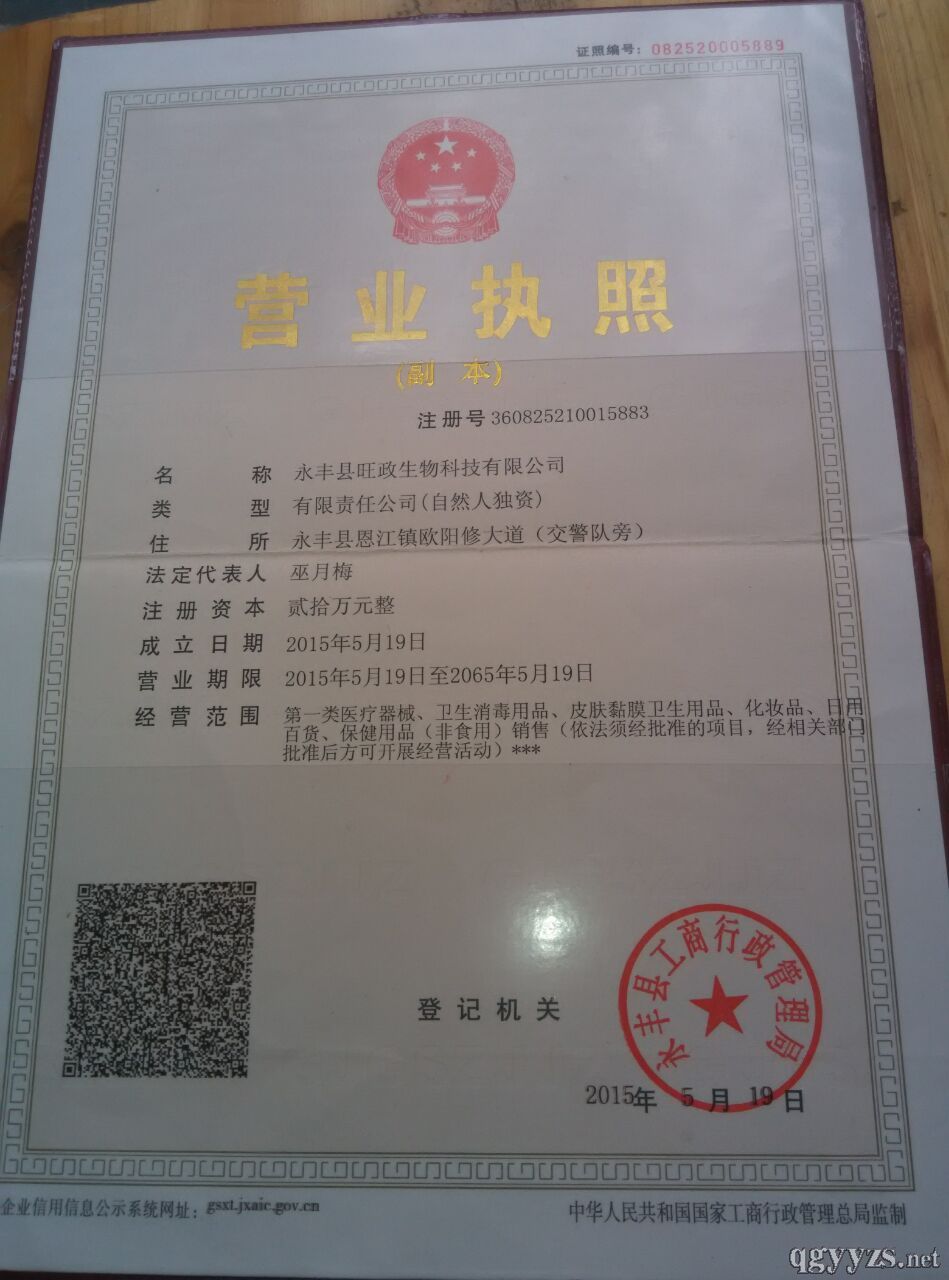 证照编号：082520005889
营业执照
(副 本)
注册号 360825210015883
名 称 永丰县旺政生物科技有限公司
类 型 有限责任公司(自然人独资)
住 所 永丰县恩江镇欧阳修大道（交警队旁）
法定代表人 巫月梅
注册资本 贰拾万元整
成立日期 2015年5月19日
营业期限 2015年5月19日至2065年5月19日
经营范围 第一类医疗器械、卫生消毒用品、皮肤黏膜卫生用品、化妆品、日用
百货、保健用品（非食用）销售（依法须经批准的项目，经相关部门
批准后方可开展经营活动）***
永丰县工商行政管理局
登记机关
2015年 5 月 19 日
企业信用信息公示系统网址：gsxt.jxaic.gov.cn
中华人民共和国国家工商行政管理总局监制
qgyyzs.net